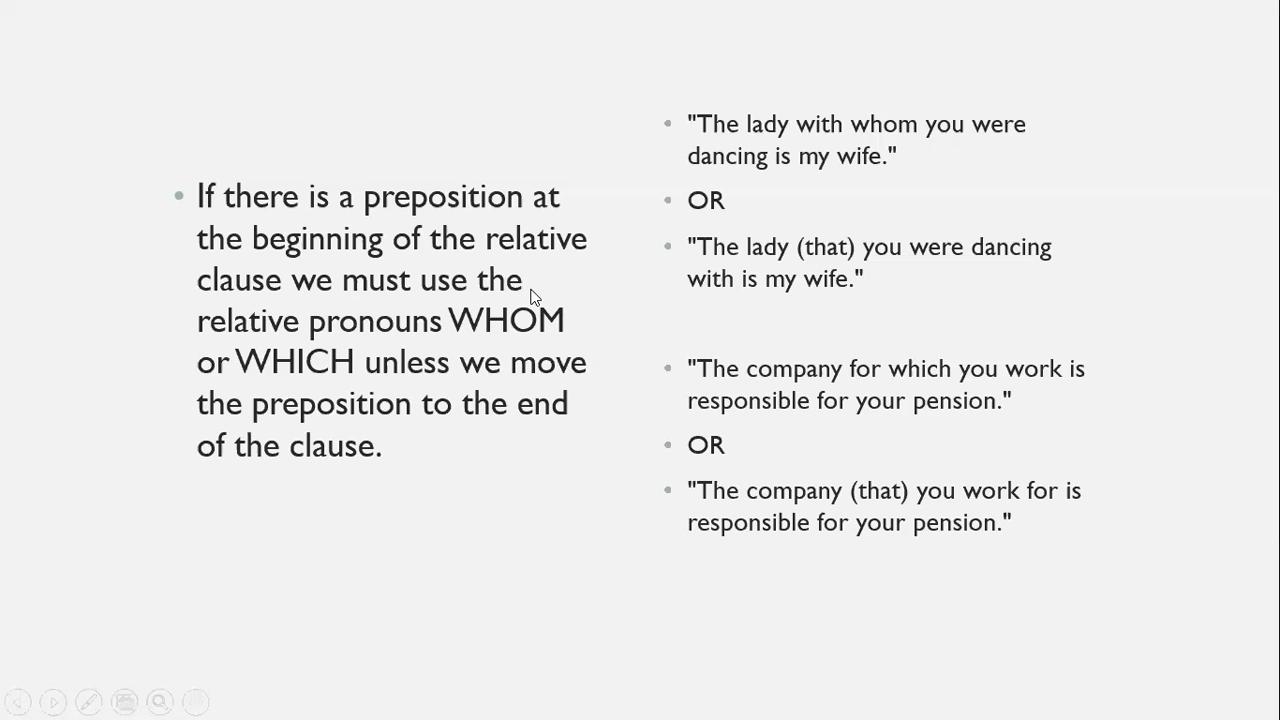 If there is a preposition at
the beginning of the relative
clause we must use the
relative pronouns WHOM
or WHICH unless we move
the preposition to the end
of the clause.
"The lady with whom you were
dancing is my wife."
OR
"The lady (that) you were dancing
with is my wife."
"The company for which you work is
responsible for your pension."
OR
"The company (that) you work for is
responsible for your pension."